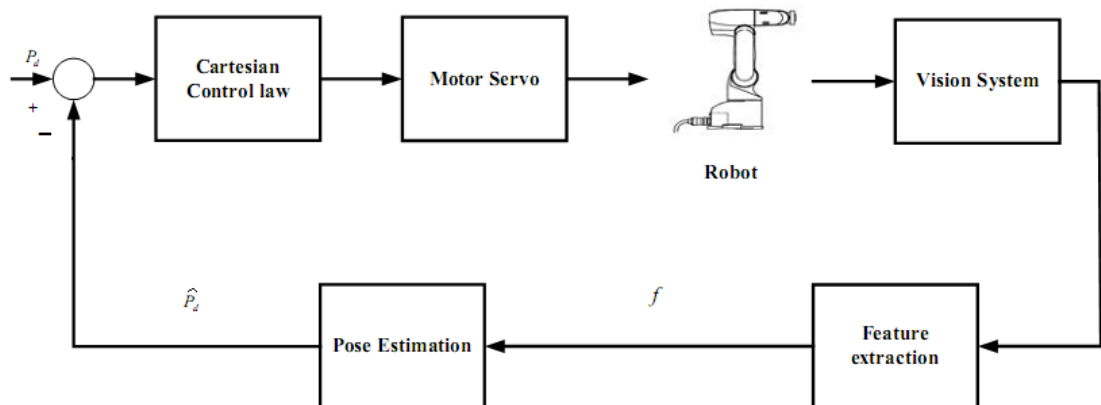 P_d
+
−
Cartesian
Control law
Motor Servo
Robot
Vision System
P̂_d
Pose Estimation
f
Feature
extraction